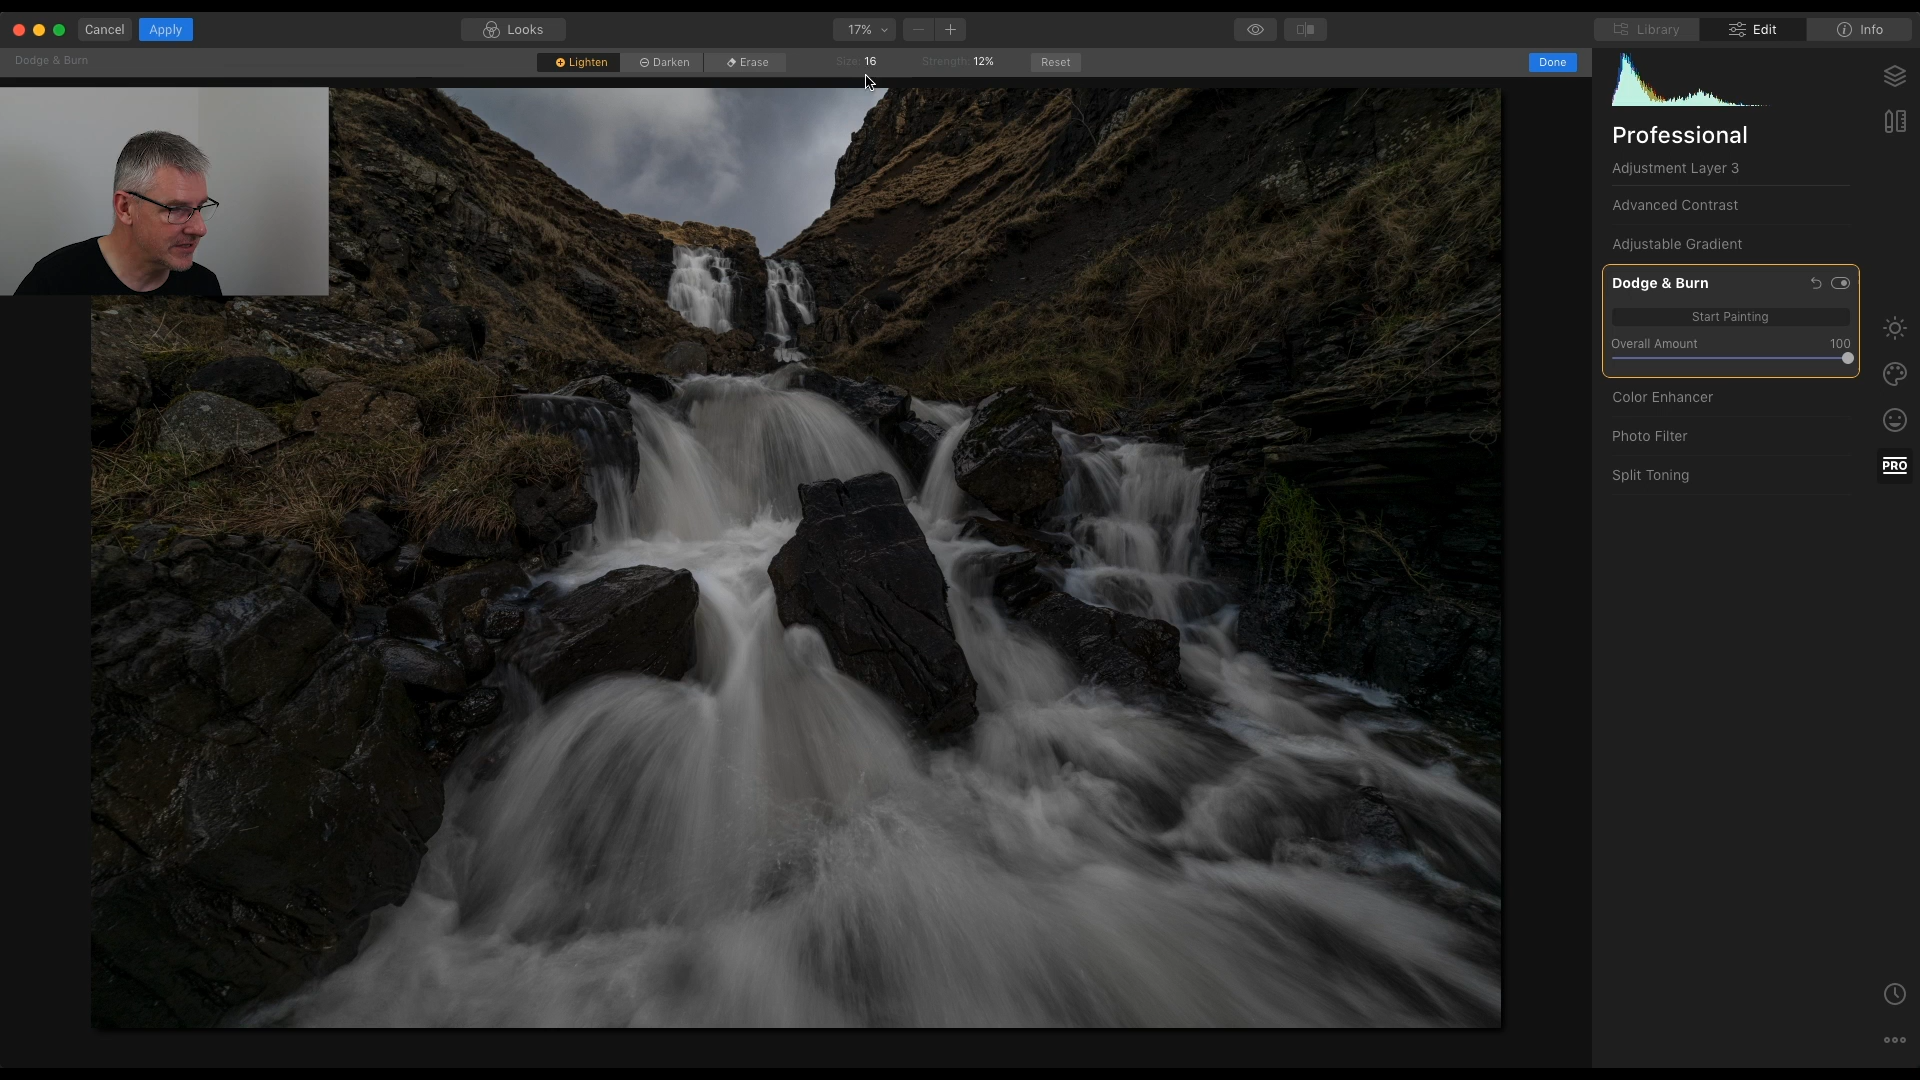 Cancel
Apply
Looks
17%
Library
Edit
Info
Dodge & Burn
Lighten
Darken
Erase
Size: 16
Strength: 12%
Reset
Done
Professional
Adjustment Layer 3
Advanced Contrast
Adjustable Gradient
Dodge & Burn
Start Painting
Overall Amount 100
Color Enhancer
Photo Filter
Split Toning
PRO